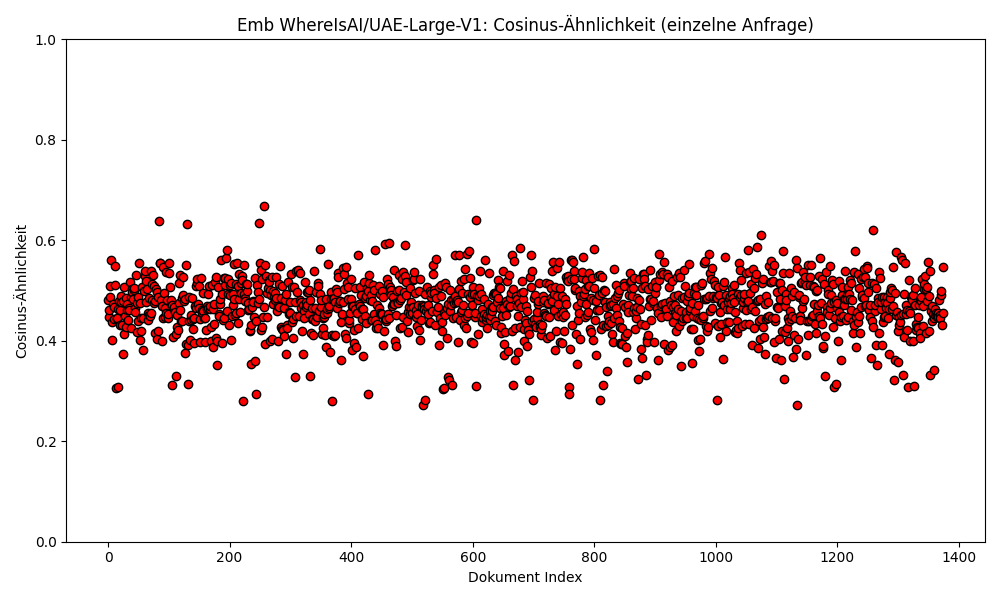 Emb WhereIsAI/UAE-Large-V1: Cosinus-Ähnlichkeit (einzelne Anfrage)
1.0
0.8
0.6
0.4
0.2
0.0
Cosinus-Ähnlichkeit
0 200 400 600 800 1000 1200 1400
Dokument Index